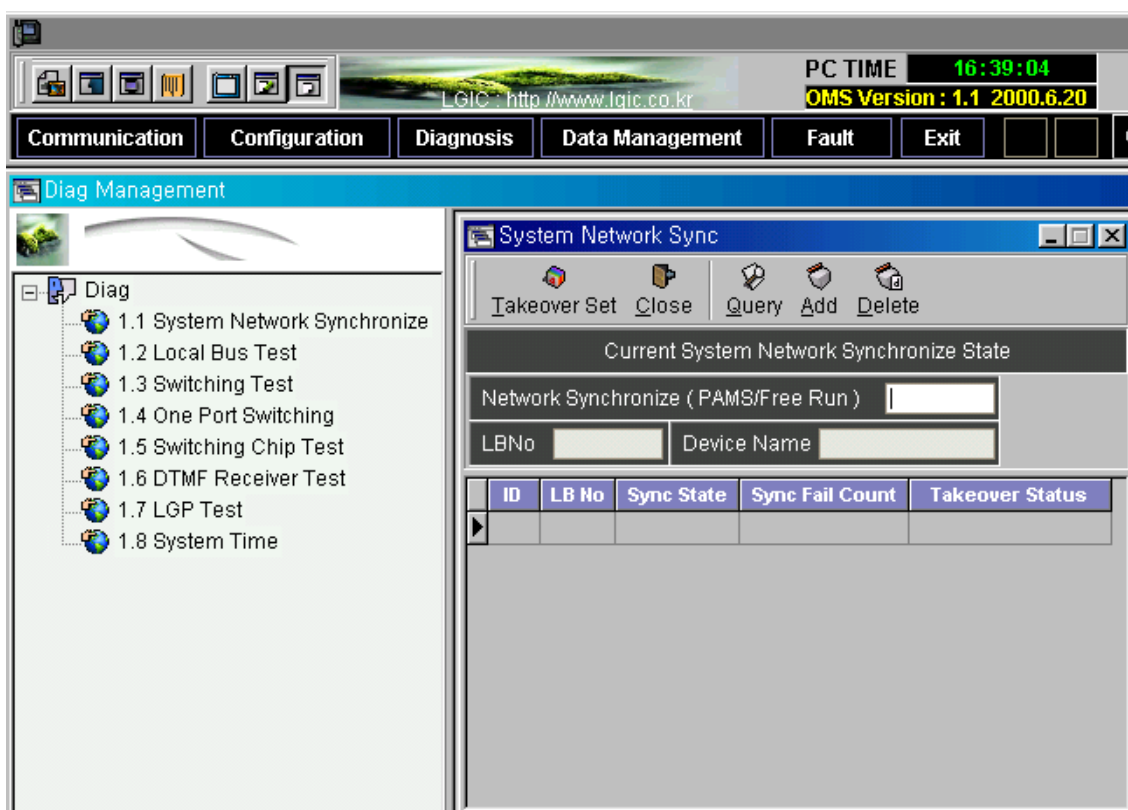 PC TIME 16:39:04
LGIC : http //www.lgic.co.kr
OMS Version : 1.1 2000.6.20
Communication Configuration Diagnosis Data Management Fault Exit
Diag Management
Diag
1.1 System Network Synchronize
1.2 Local Bus Test
1.3 Switching Test
1.4 One Port Switching
1.5 Switching Chip Test
1.6 DTMF Receiver Test
1.7 LGP Test
1.8 System Time
System Network Sync
Takeover Set Close Query Add Delete
Current System Network Synchronize State
Network Synchronize ( PAMS/Free Run )
LBNo Device Name
ID LB No Sync State Sync Fail Count Takeover Status